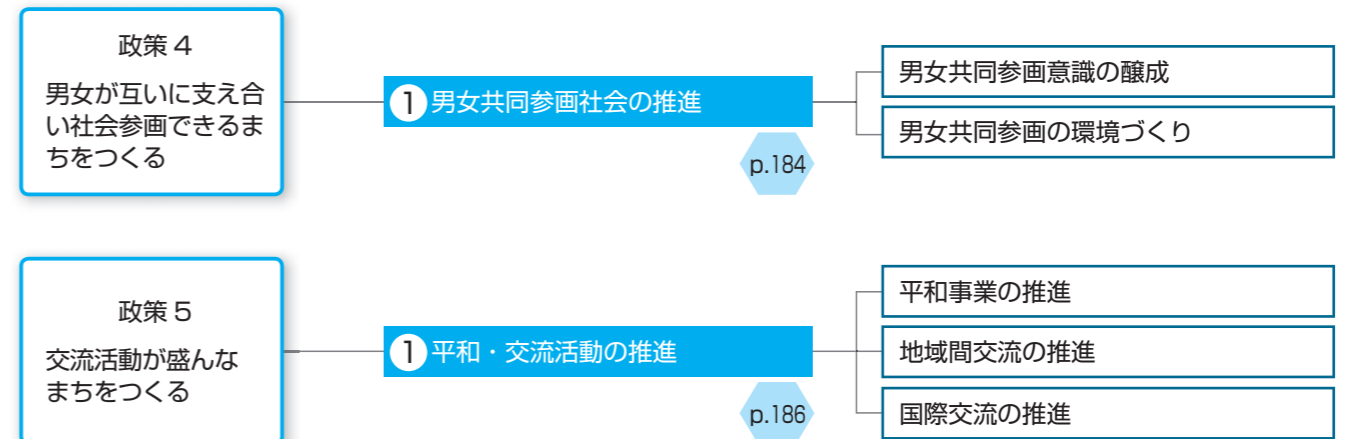 政策４
男女が互いに支え合
い社会参画できるま
ちをつくる
① 男女共同参画社会の推進
p.184
男女共同参画意識の醸成
男女共同参画の環境づくり
政策５
交流活動が盛んな
まちをつくる
① 平和・交流活動の推進
p.186
平和事業の推進
地域間交流の推進
国際交流の推進